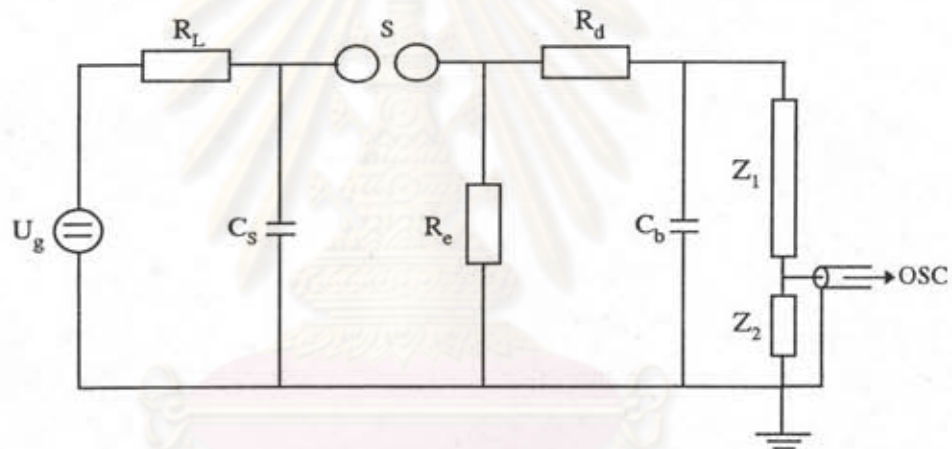 R_L
S
R_d
U_g
C_S
R_e
C_b
Z_1
Z_2
OSC